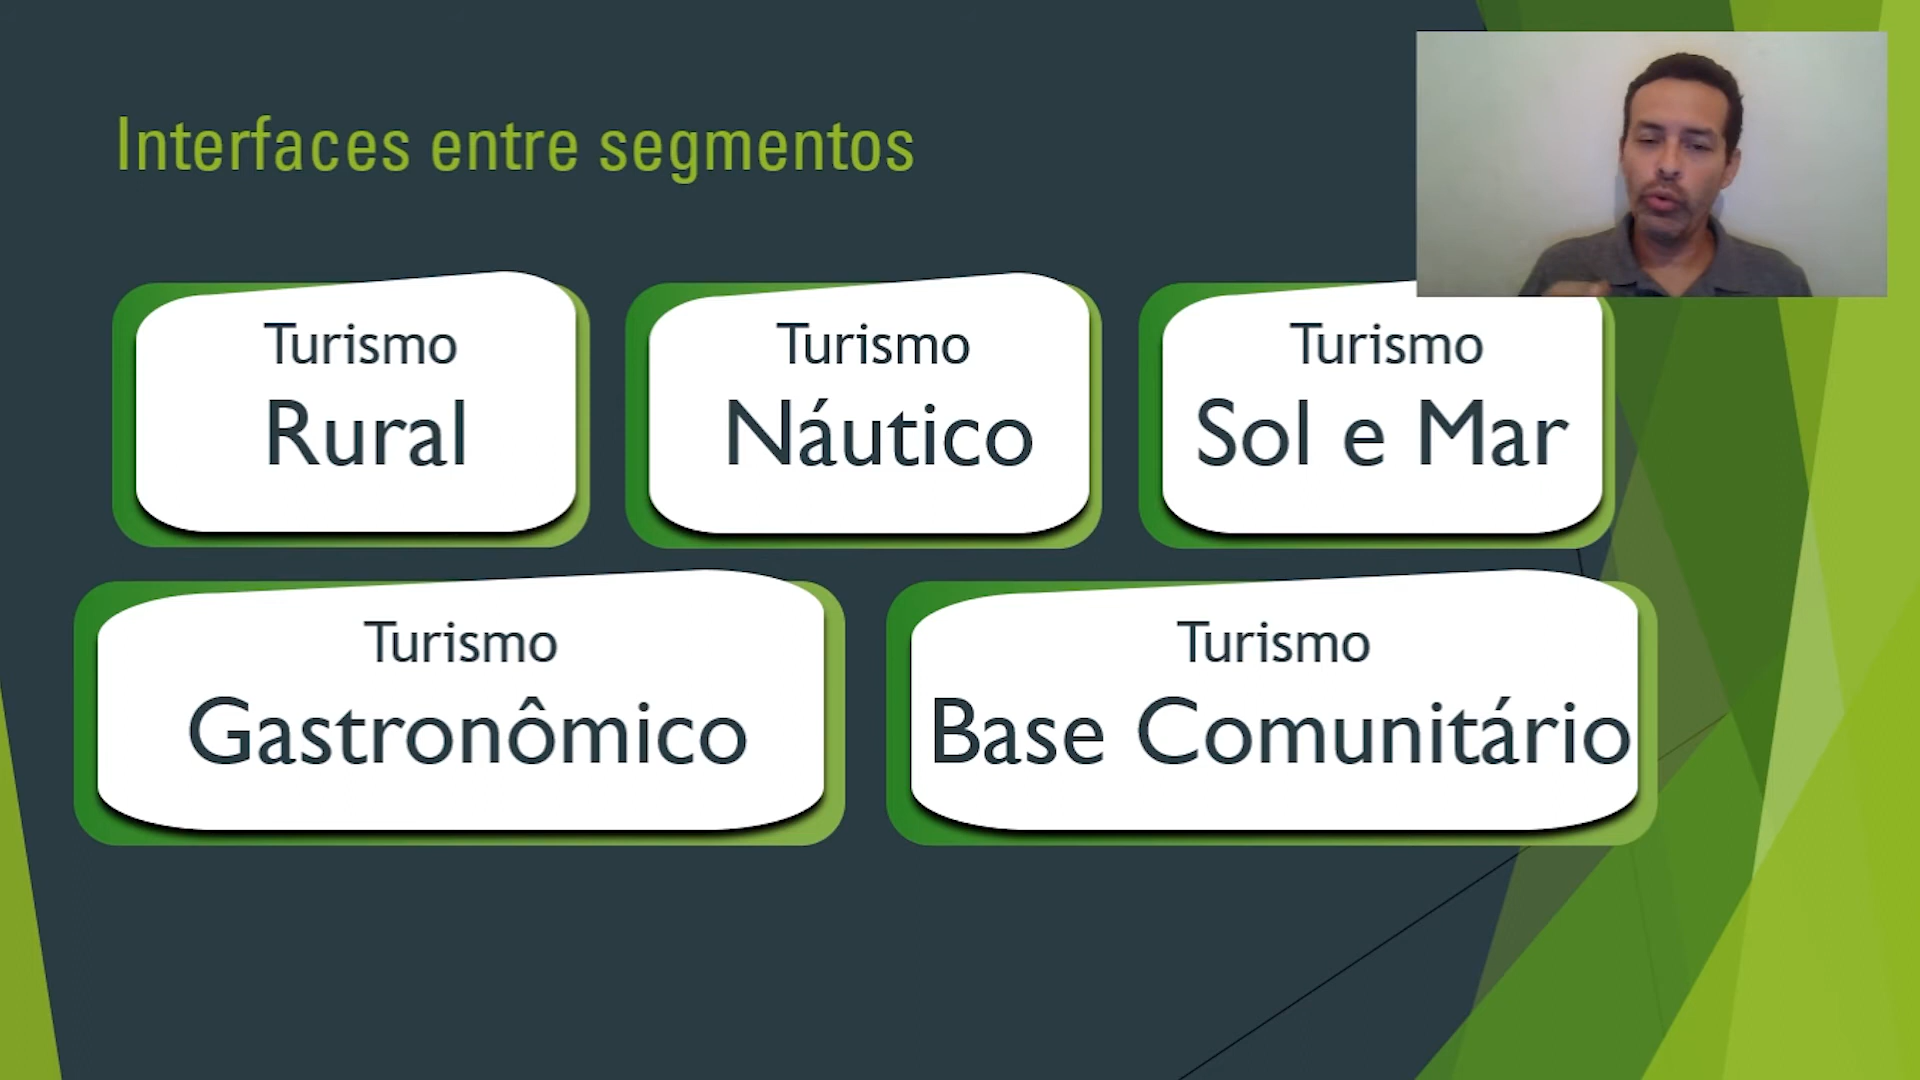 Interfaces entre segmentos
Turismo
Rural
Turismo
Náutico
Turismo
Sol e Mar
Turismo
Gastronômico
Turismo
Base Comunitário